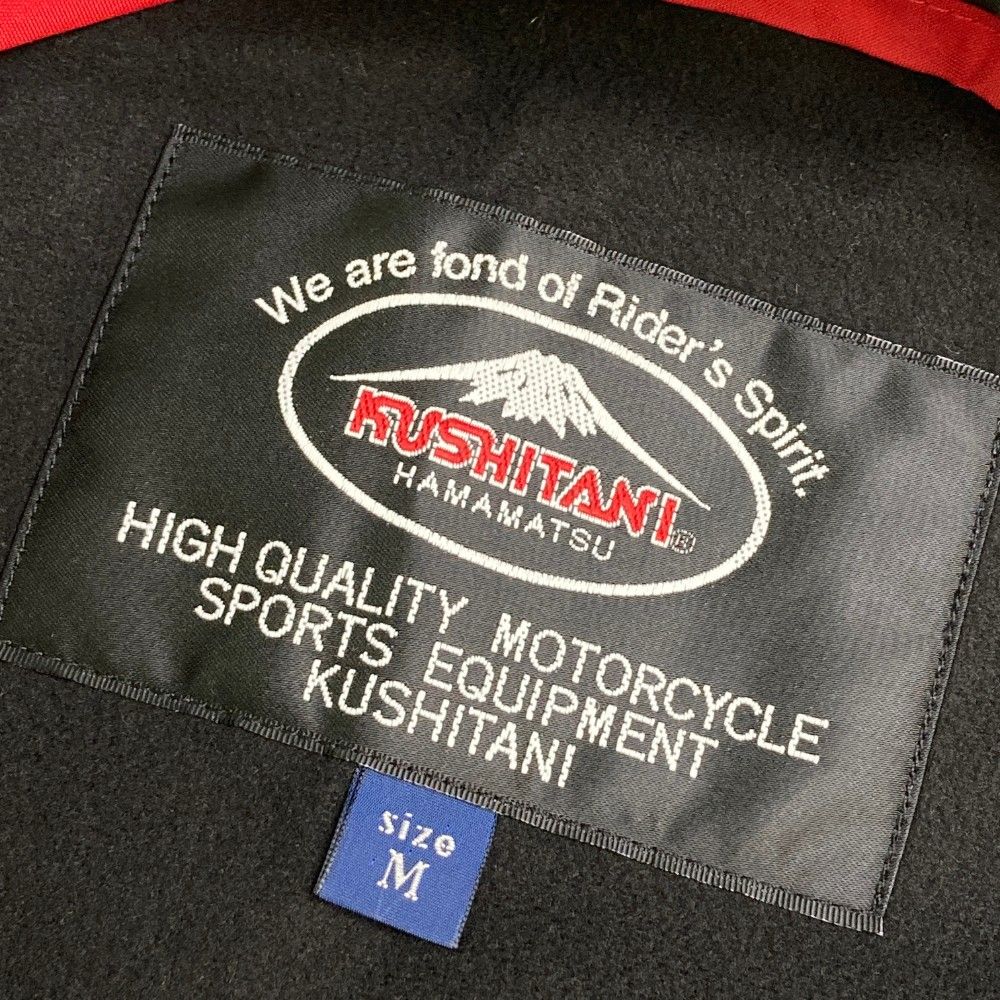 We are fond of Rider's Spirit.
KUSHITANI®
HAMAMATSU
HIGH QUALITY MOTORCYCLE
SPORTS EQUIPMENT
KUSHITANI
size
M